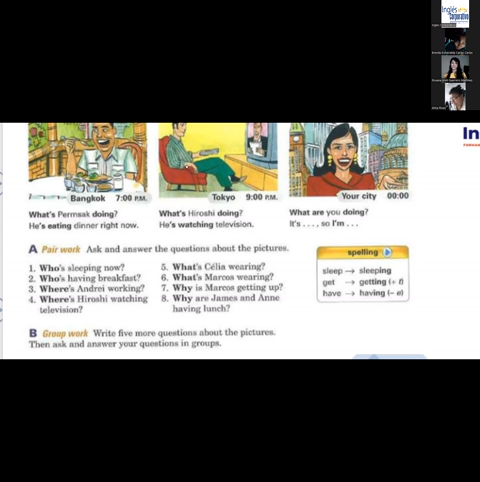 Inglés
Corporativo
In
Bangkok 7:00 P.M.
Tokyo 9:00 P.M.
Your city 00:00
What's Permsak doing?
He's eating dinner right now.
What's Hiroshi doing?
He's watching television.
What are you doing?
It's . . . , so I'm . . .
A Pair work Ask and answer the questions about the pictures.
1. Who's sleeping now?
2. Who's having breakfast?
3. Where's Andrei working?
4. Where's Hiroshi watching
television?
5. What's Célia wearing?
6. What's Marcos wearing?
7. Why is Marcos getting up?
8. Why are James and Anne
having lunch?
spelling
sleep → sleeping
get → getting (+ t)
have → having (– e)
B Group work Write five more questions about the pictures.
Then ask and answer your questions in groups.